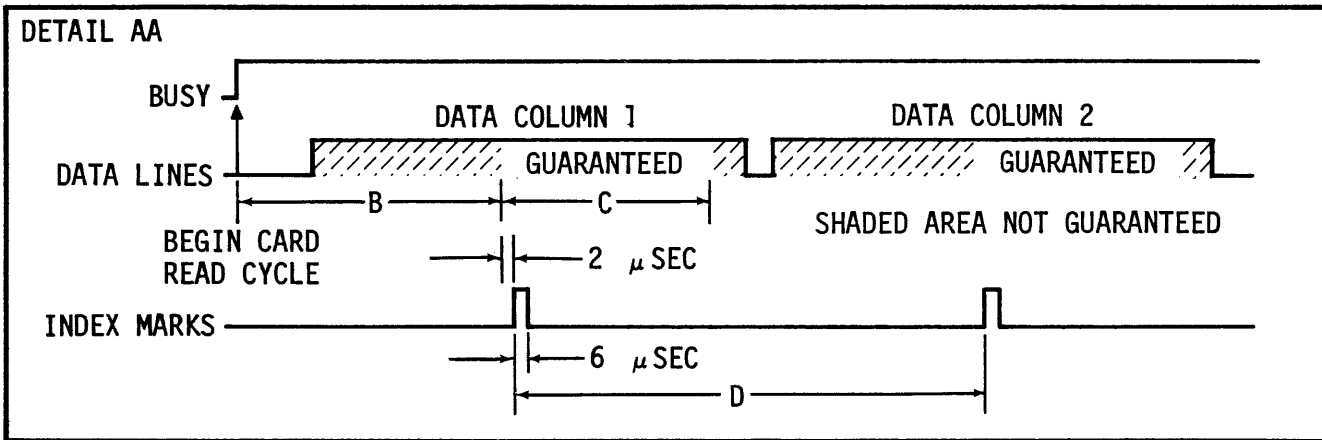 DETAIL AA
BUSY
DATA COLUMN 1
DATA COLUMN 2
DATA LINES
GUARANTEED
GUARANTEED
B
C
SHADED AREA NOT GUARANTEED
BEGIN CARD
READ CYCLE
2 μSEC
INDEX MARKS
6 μSEC
D